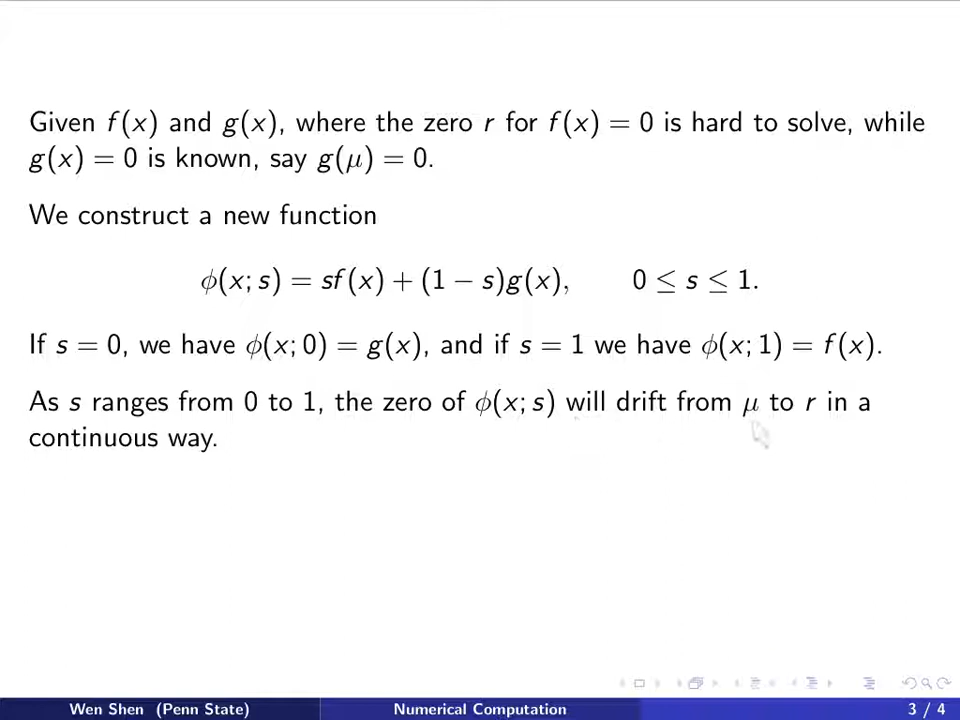 Given f(x) and g(x), where the zero r for f(x) = 0 is hard to solve, while
g(x) = 0 is known, say g(μ) = 0.
We construct a new function
ϕ(x; s) = sf(x) + (1 − s)g(x), 0 ≤ s ≤ 1.
If s = 0, we have ϕ(x; 0) = g(x), and if s = 1 we have ϕ(x; 1) = f(x).
As s ranges from 0 to 1, the zero of ϕ(x; s) will drift from μ to r in a
continuous way.
Wen Shen (Penn State) Numerical Computation 3 / 4